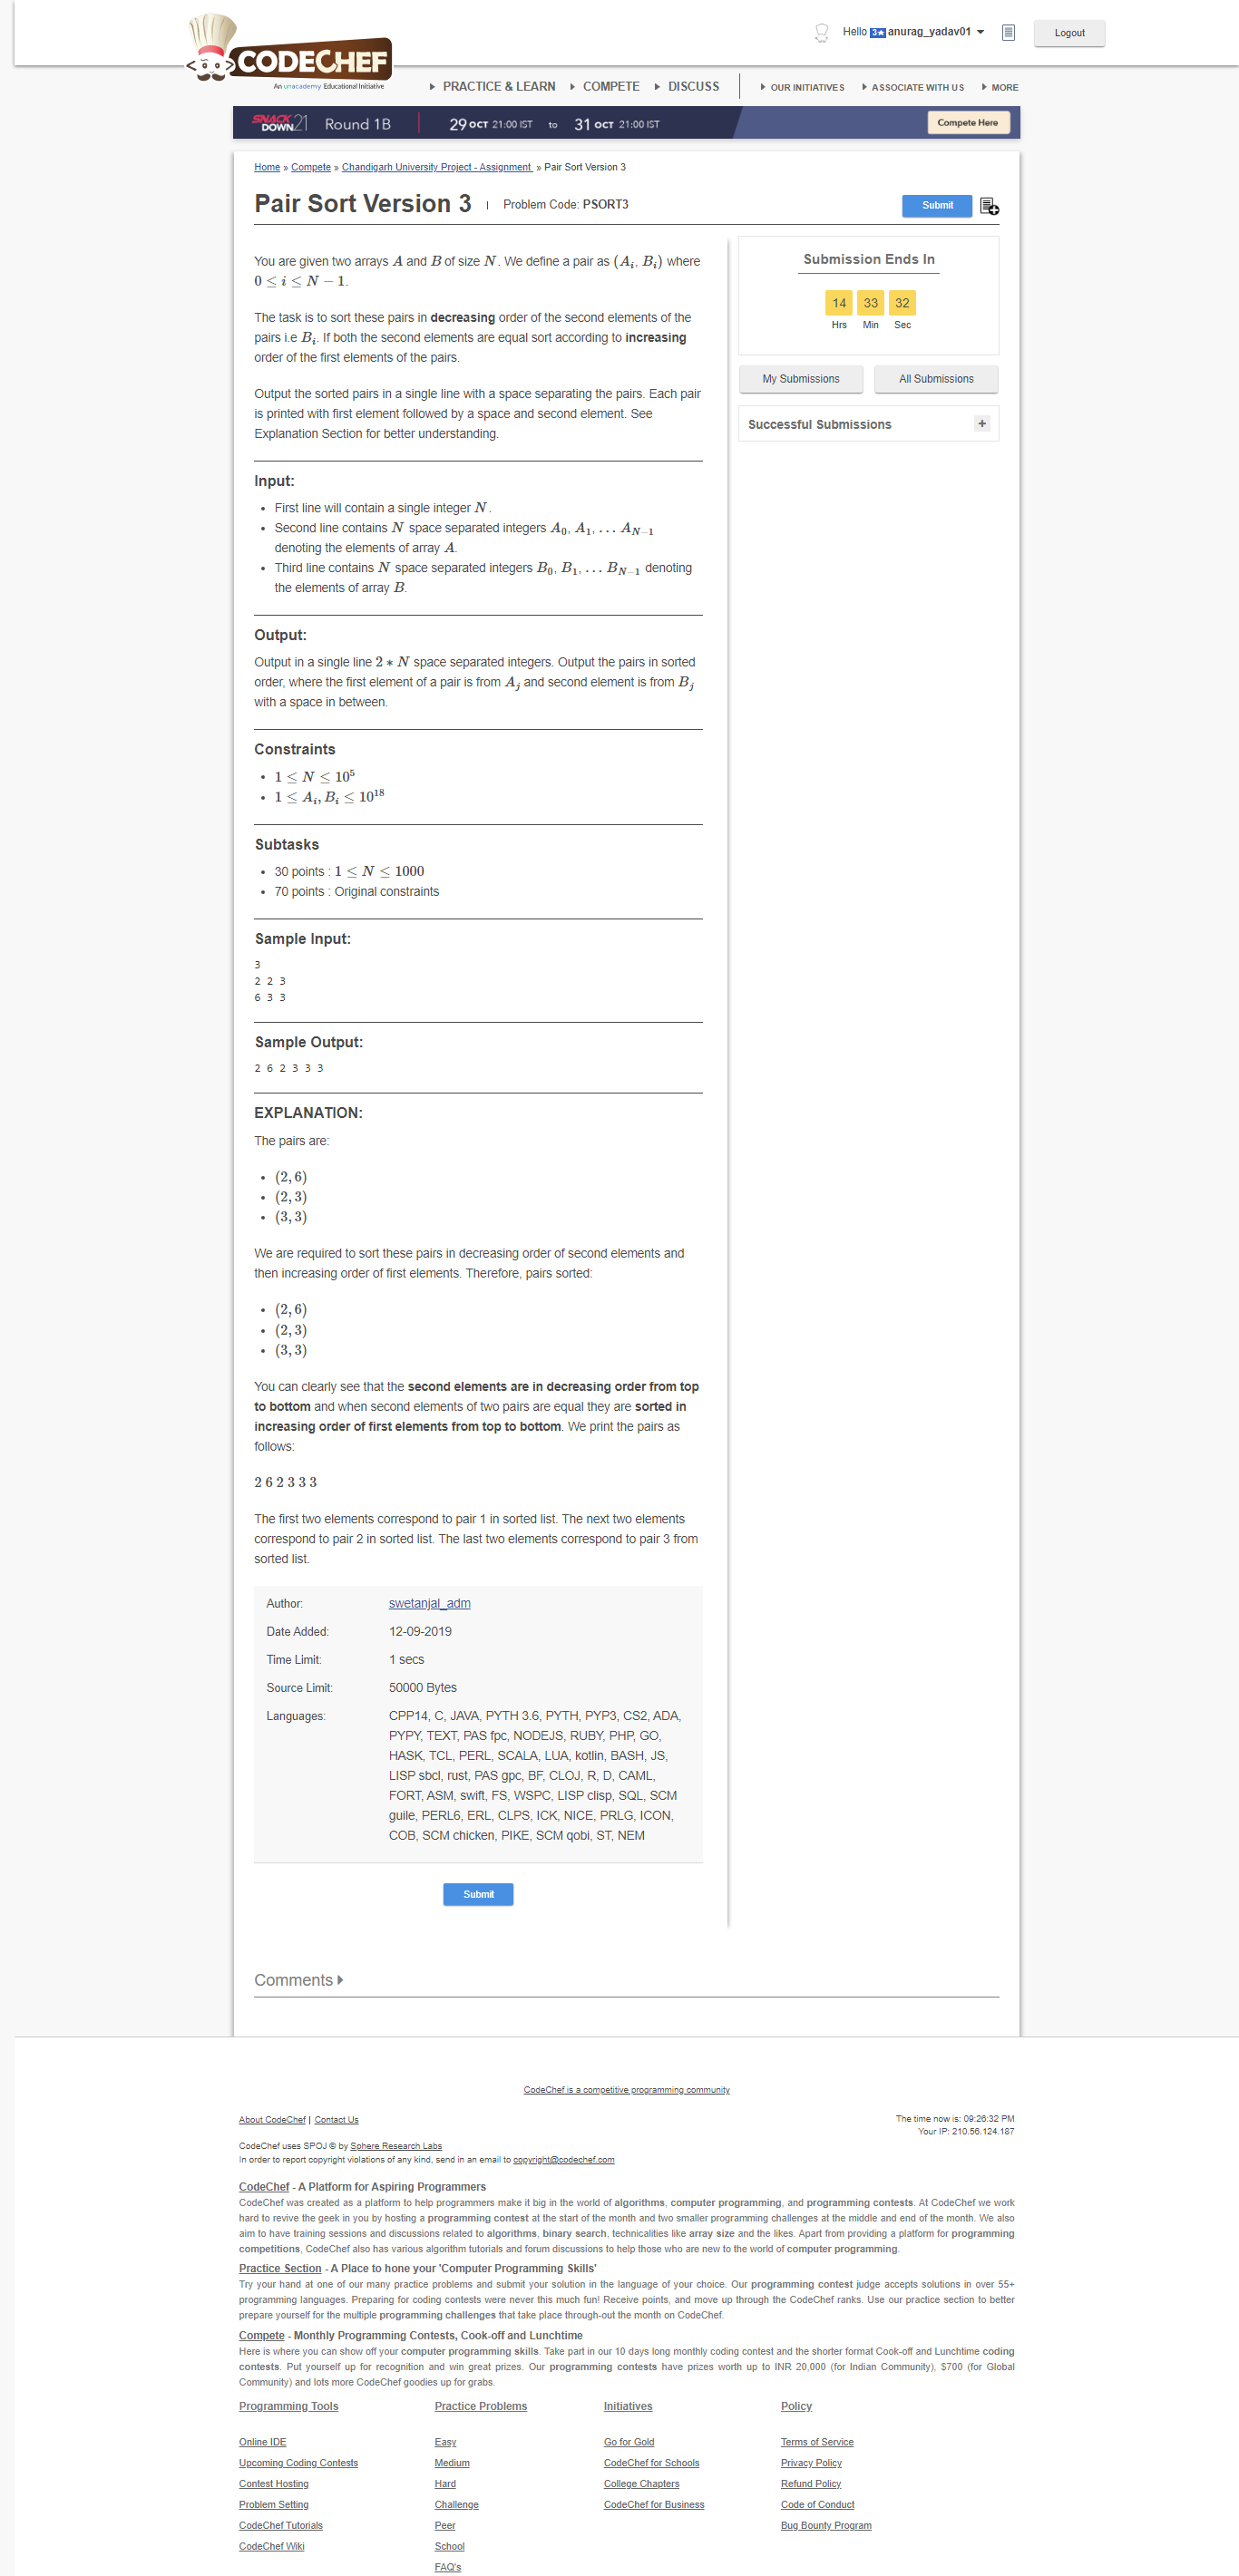 Hello 3★ anurag_yadav01
Logout
CODECHEF
An unacademy Educational Initiative
PRACTICE & LEARN COMPETE DISCUSS OUR INITIATIVES ASSOCIATE WITH US MORE
SNACK DOWN 21 Round 1B 29 OCT 21:00 IST to 31 OCT 21:00 IST Compete Here
Home » Compete » Chandigarh University Project - Assignment » Pair Sort Version 3
Pair Sort Version 3 Problem Code: PSORT3 Submit
You are given two arrays A and B of size N. We define a pair as (A_i, B_i) where
0 ≤ i ≤ N − 1.
The task is to sort these pairs in decreasing order of the second elements of the
pairs i.e B_i. If both the second elements are equal sort according to increasing
order of the first elements of the pairs.
Output the sorted pairs in a single line with a space separating the pairs. Each pair
is printed with first element followed by a space and second element. See
Explanation Section for better understanding.
Input:
• First line will contain a single integer N.
• Second line contains N space separated integers A_0, A_1, ... A_{N−1}
denoting the elements of array A.
• Third line contains N space separated integers B_0, B_1, ... B_{N−1} denoting
the elements of array B.
Output:
Output in a single line 2 ∗ N space separated integers. Output the pairs in sorted
order, where the first element of a pair is from A_j and second element is from B_j
with a space in between.
Constraints
• 1 ≤ N ≤ 10^5
• 1 ≤ A_i, B_i ≤ 10^18
Subtasks
• 30 points : 1 ≤ N ≤ 1000
• 70 points : Original constraints
Sample Input:
3
2 2 3
6 3 3
Sample Output:
2 6 2 3 3 3
EXPLANATION:
The pairs are:
• (2, 6)
• (2, 3)
• (3, 3)
We are required to sort these pairs in decreasing order of second elements and
then increasing order of first elements. Therefore, pairs sorted:
• (2, 6)
• (2, 3)
• (3, 3)
You can clearly see that the second elements are in decreasing order from top
to bottom and when second elements of two pairs are equal they are sorted in
increasing order of first elements from top to bottom. We print the pairs as
follows:
2 6 2 3 3 3
The first two elements correspond to pair 1 in sorted list. The next two elements
correspond to pair 2 in sorted list. The last two elements correspond to pair 3 from
sorted list.
Author: swetanjal_adm
Date Added: 12-09-2019
Time Limit: 1 secs
Source Limit: 50000 Bytes
Languages: CPP14, C, JAVA, PYTH 3.6, PYTH, PYP3, CS2, ADA,
PYPY, TEXT, PAS fpc, NODEJS, RUBY, PHP, GO,
HASK, TCL, PERL, SCALA, LUA, kotlin, BASH, JS,
LISP sbcl, rust, PAS gpc, BF, CLOJ, R, D, CAML,
FORT, ASM, swift, FS, WSPC, LISP clisp, SQL, SCM
guile, PERL6, ERL, CLPS, ICK, NICE, PRLG, ICON,
COB, SCM chicken, PIKE, SCM qobi, ST, NEM
Submit
Submission Ends In
14 33 32
Hrs Min Sec
My Submissions All Submissions
Successful Submissions +
Comments
CodeChef is a competitive programming community
About CodeChef | Contact Us
The time now is: 09:26:32 PM
Your IP: 210.56.124.187
CodeChef uses SPOJ © by Sphere Research Labs
In order to report copyright violations of any kind, send in an email to copyright@codechef.com
CodeChef - A Platform for Aspiring Programmers
CodeChef was created as a platform to help programmers make it big in the world of algorithms, computer programming, and programming contests. At CodeChef we work
hard to revive the geek in you by hosting a programming contest at the start of the month and two smaller programming challenges at the middle and end of the month. We also
aim to have training sessions and discussions related to algorithms, binary search, technicalities like array size and the likes. Apart from providing a platform for programming
competitions, CodeChef also has various algorithm tutorials and forum discussions to help those who are new to the world of computer programming.
Practice Section - A Place to hone your 'Computer Programming Skills'
Try your hand at one of our many practice problems and submit your solution in the language of your choice. Our programming contest judge accepts solutions in over 55+
programming languages. Preparing for coding contests were never this much fun! Receive points, and move up through the CodeChef ranks. Use our practice section to better
prepare yourself for the multiple programming challenges that take place through-out the month on CodeChef.
Compete - Monthly Programming Contests, Cook-off and Lunchtime
Here is where you can show off your computer programming skills. Take part in our 10 days long monthly coding contest and the shorter format Cook-off and Lunchtime coding
contests. Put yourself up for recognition and win great prizes. Our programming contests have prizes worth up to INR 20,000 (for Indian Community), $700 (for Global
Community) and lots more CodeChef goodies up for grabs.
Programming Tools Practice Problems Initiatives Policy
Online IDE Easy Go for Gold Terms of Service
Upcoming Coding Contests Medium CodeChef for Schools Privacy Policy
Contest Hosting Hard College Chapters Refund Policy
Problem Setting Challenge CodeChef for Business Code of Conduct
CodeChef Tutorials Peer Bug Bounty Program
CodeChef Wiki School
FAQ's